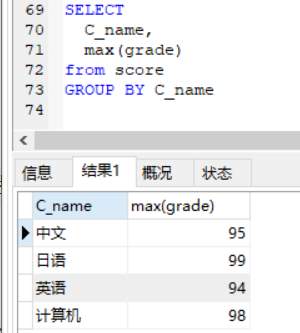 69 SELECT
70 C_name,
71 max(grade)
72 from score
73 GROUP BY C_name
74
信息 结果1 概况 状态
C_name max(grade)
中文 95
日语 99
英语 94
计算机 98